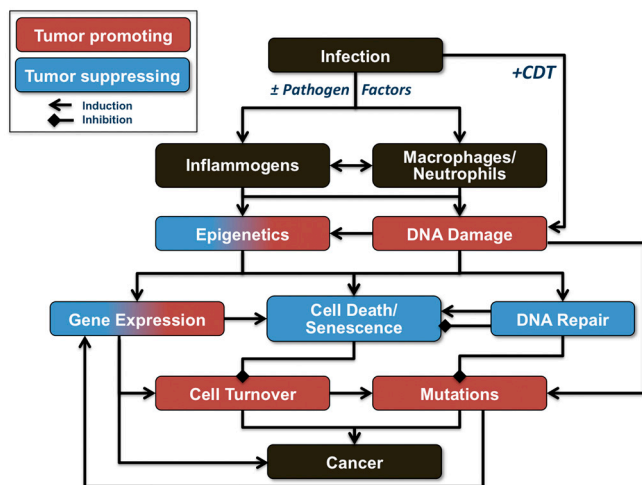 Tumor promoting
Tumor suppressing
Induction
Inhibition
Infection
+CDT
± Pathogen Factors
Inflammogens
Macrophages/
Neutrophils
Epigenetics
DNA Damage
Gene Expression
Cell Death/
Senescence
DNA Repair
Cell Turnover
Mutations
Cancer